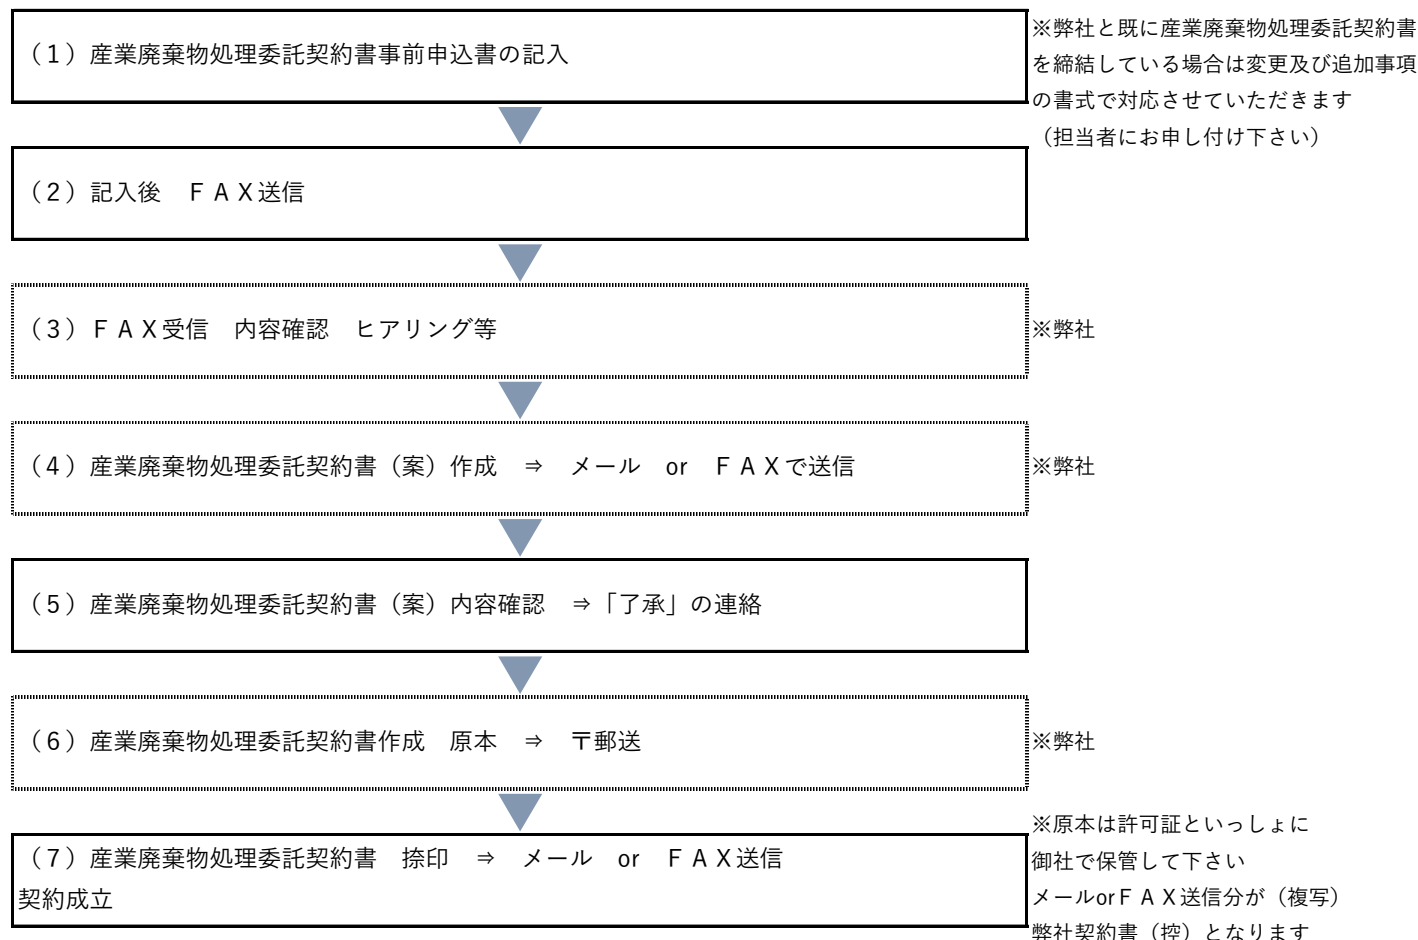 （1）産業廃棄物処理委託契約書事前申込書の記入
※弊社と既に産業廃棄物処理委託契約書
を締結している場合は変更及び追加事項
の書式で対応させていただきます
（担当者にお申し付け下さい）
（2）記入後　ＦＡＸ送信
（3）ＦＡＸ受信　内容確認　ヒアリング等
※弊社
（4）産業廃棄物処理委託契約書（案）作成　⇒　メール　or　ＦＡＸで送信
※弊社
（5）産業廃棄物処理委託契約書（案）内容確認　⇒「了承」の連絡
（6）産業廃棄物処理委託契約書作成　原本　⇒　〒郵送
※弊社
（7）産業廃棄物処理委託契約書　捺印　⇒　メール　or　ＦＡＸ送信
契約成立
※原本は許可証といっしょに
御社で保管して下さい
メールorＦＡＸ送信分が（複写）
弊社契約書（控）となります